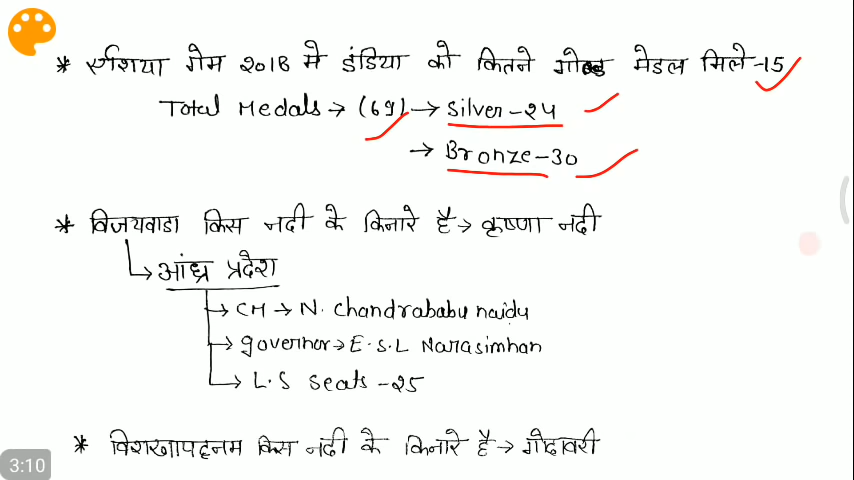 * एशिया गेम 2018 मे इंडिया को कितने गोल्ड मेडल मिले-15
Total Medals → (69) → Silver-24
→ Bronze-30
* विजयवाडा किस नदी के किनारे है → कृष्णा नदी
↳ आंध्र प्रदेश
→ CM → N. Chandrababu naidu
→ Governor → E.S.L Narasimhan
→ L.S Seats-25
* विशाखापट्टनम किस नदी के किनारे है → गोदावरी
3:10